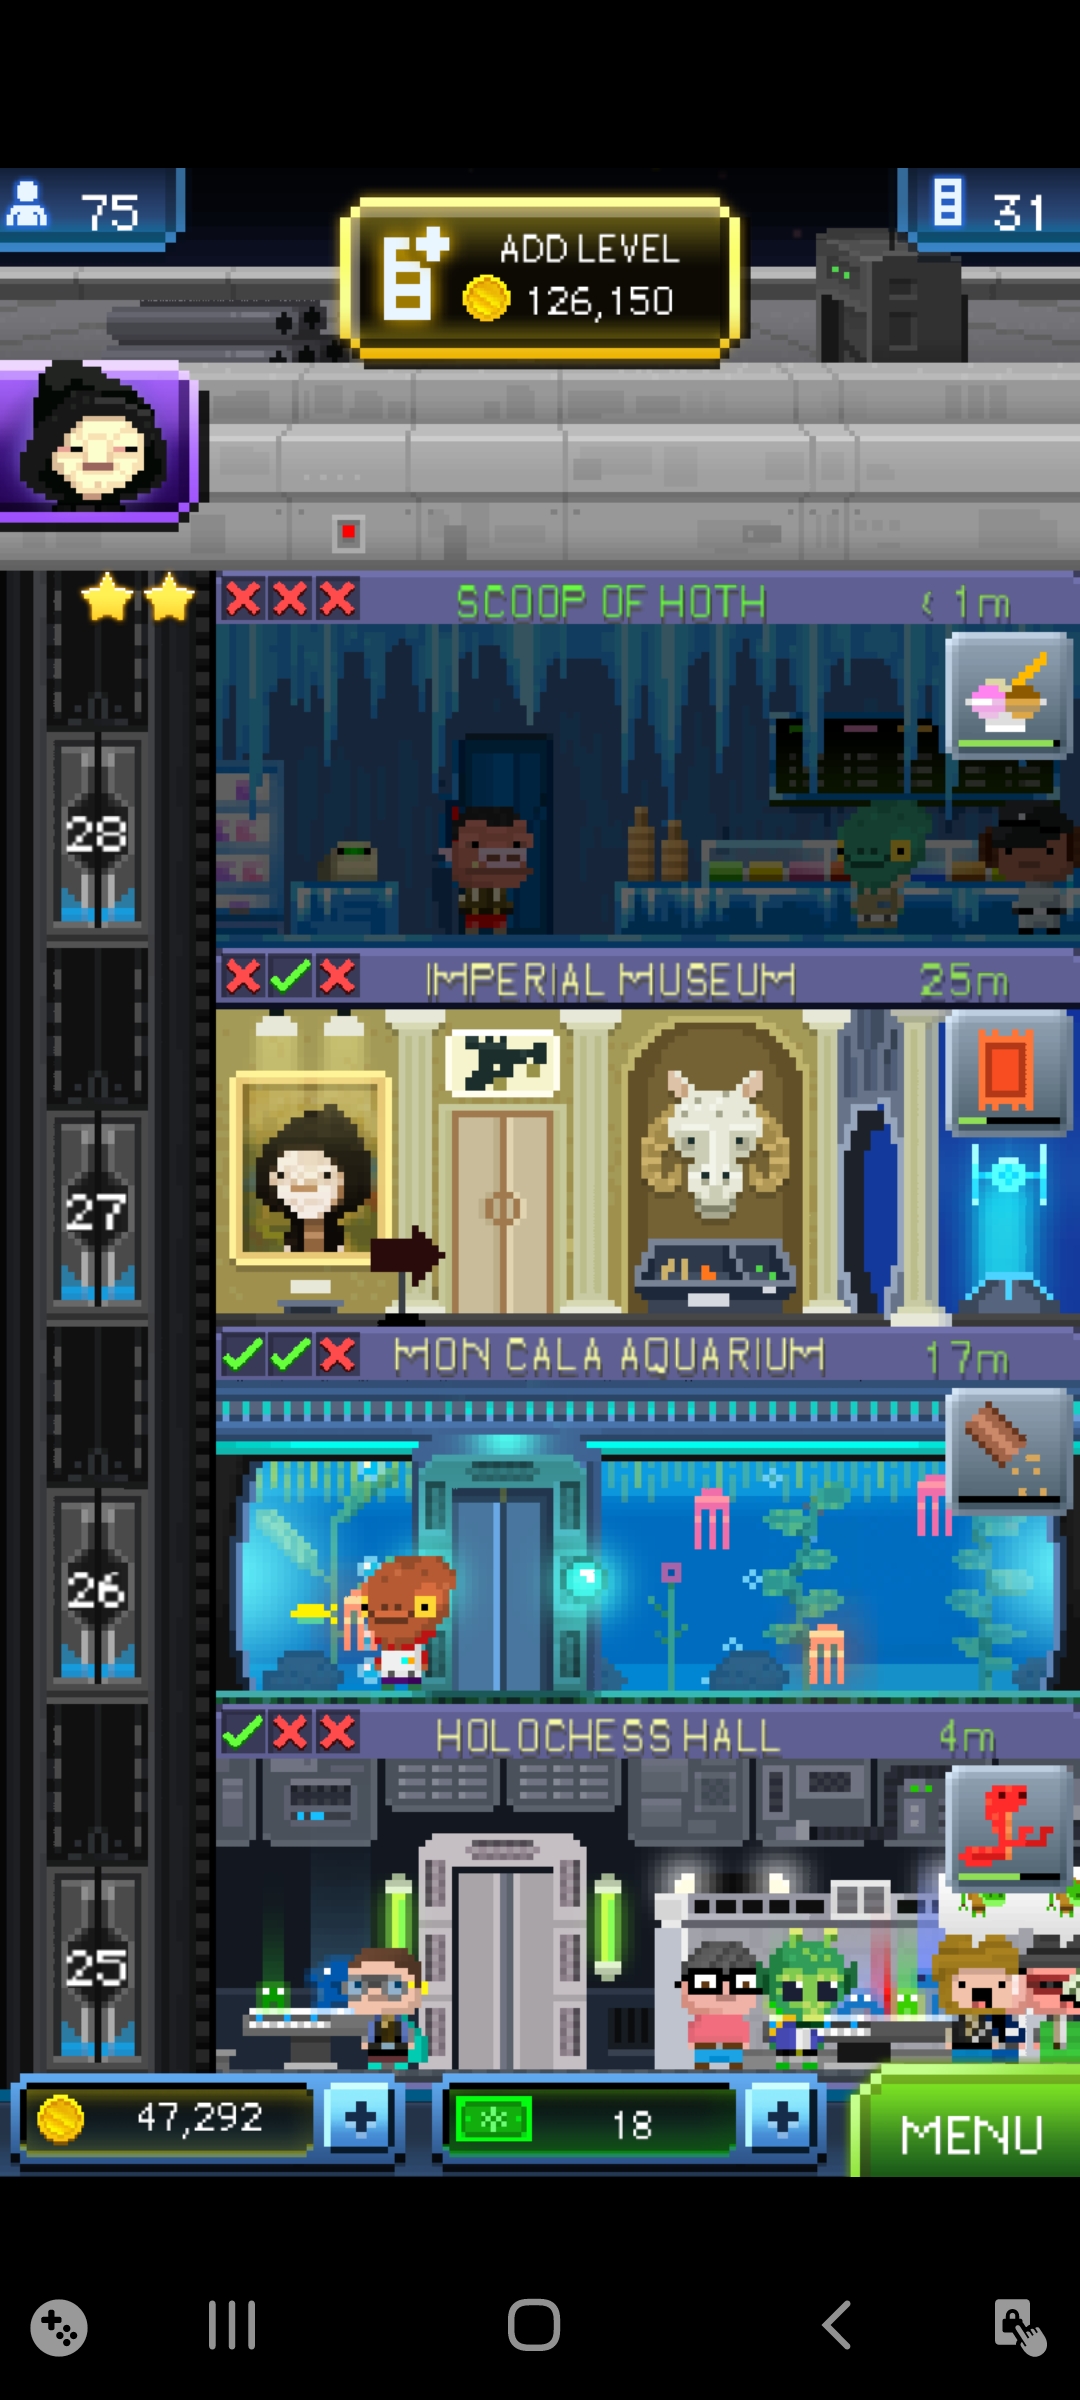 75
ADD LEVEL
126,150
31
SCOOP OF HOTH
< 1m
28
IMPERIAL MUSEUM
25m
27
MON CALA AQUARIUM
17m
26
HOLOCHESS HALL
4m
25
47,292
18
MENU